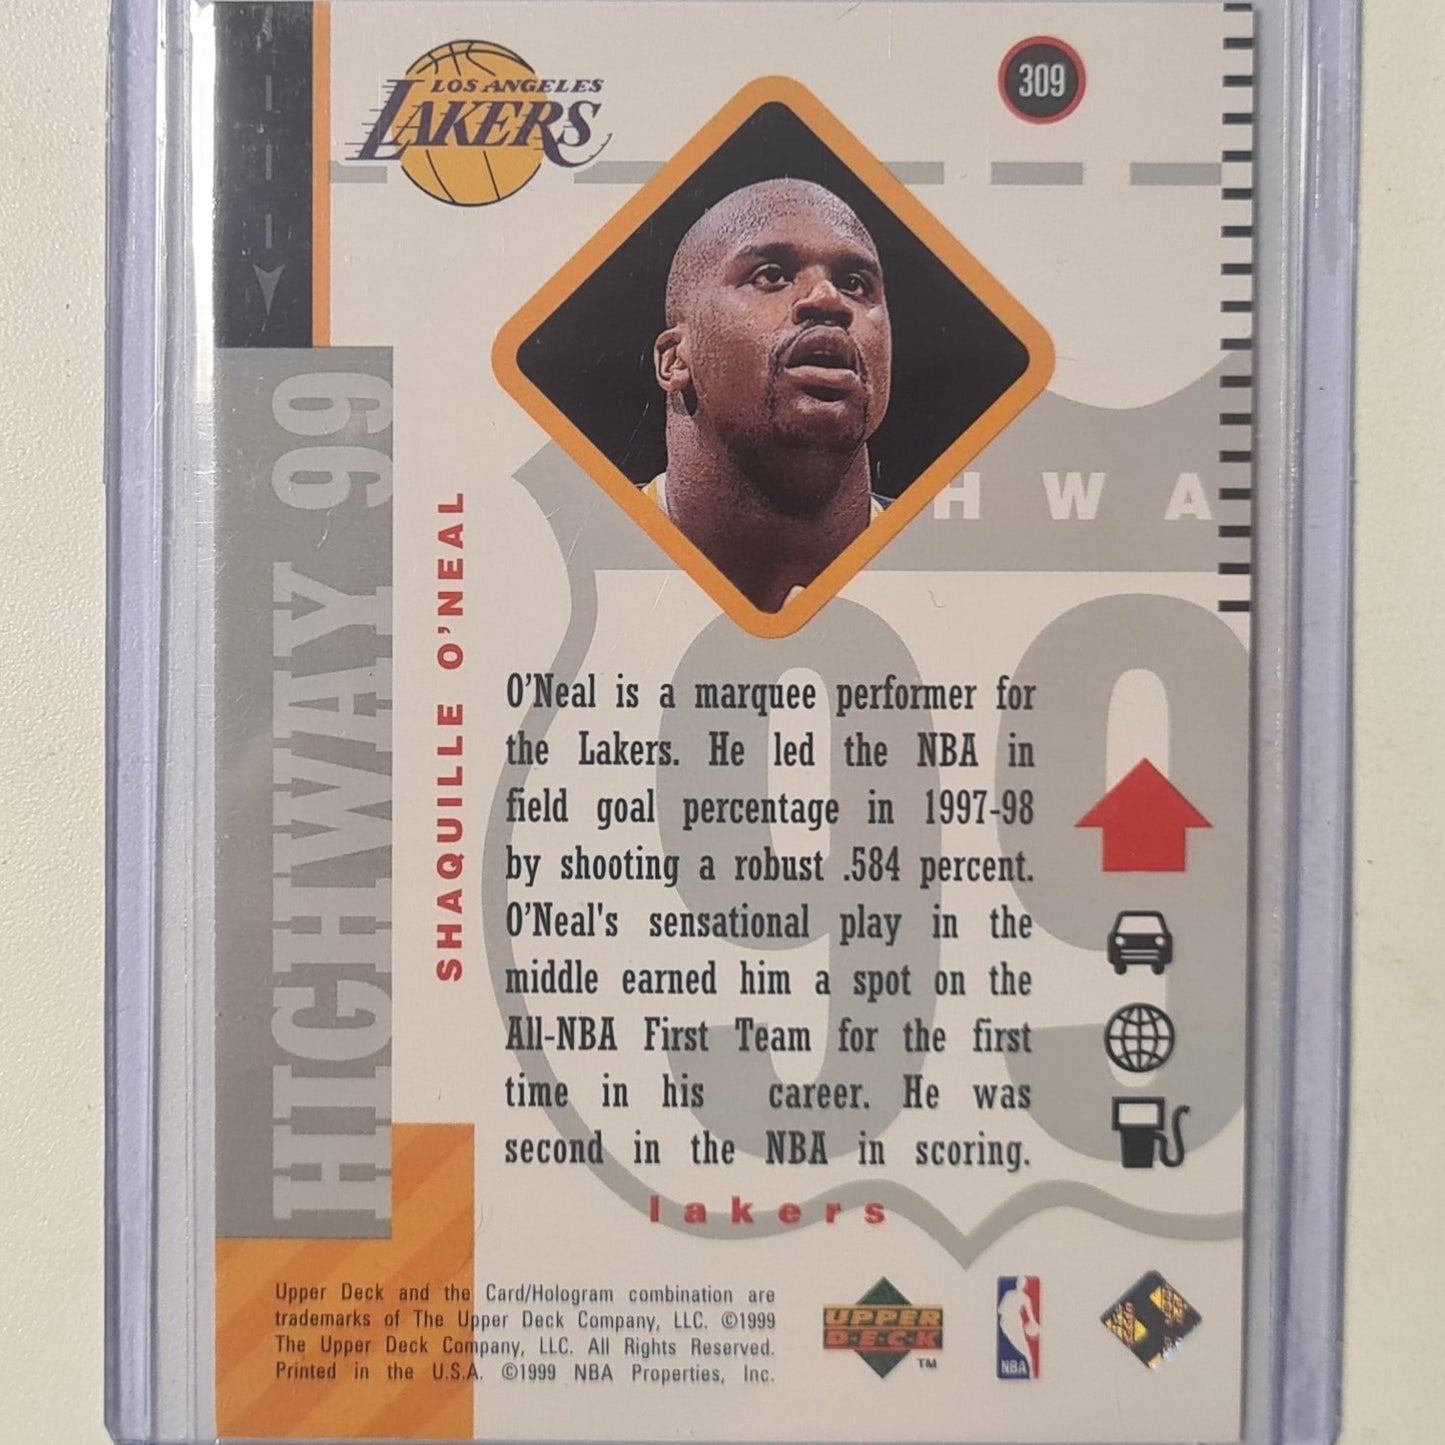 LOS ANGELES
LAKERS
309
HIGHWAY 99
SHAQUILLE O'NEAL
HWA
99
O'Neal is a marquee performer for
the Lakers. He led the NBA in
field goal percentage in 1997-98
by shooting a robust .584 percent.
O'Neal's sensational play in the
middle earned him a spot on the
All-NBA First Team for the first
time in his career. He was
second in the NBA in scoring.
lakers
Upper Deck and the Card/Hologram combination are
trademarks of The Upper Deck Company, LLC. ©1999
The Upper Deck Company, LLC. All Rights Reserved.
Printed in the U.S.A. ©1999 NBA Properties, Inc.
UPPER
DECK
TM
NBA